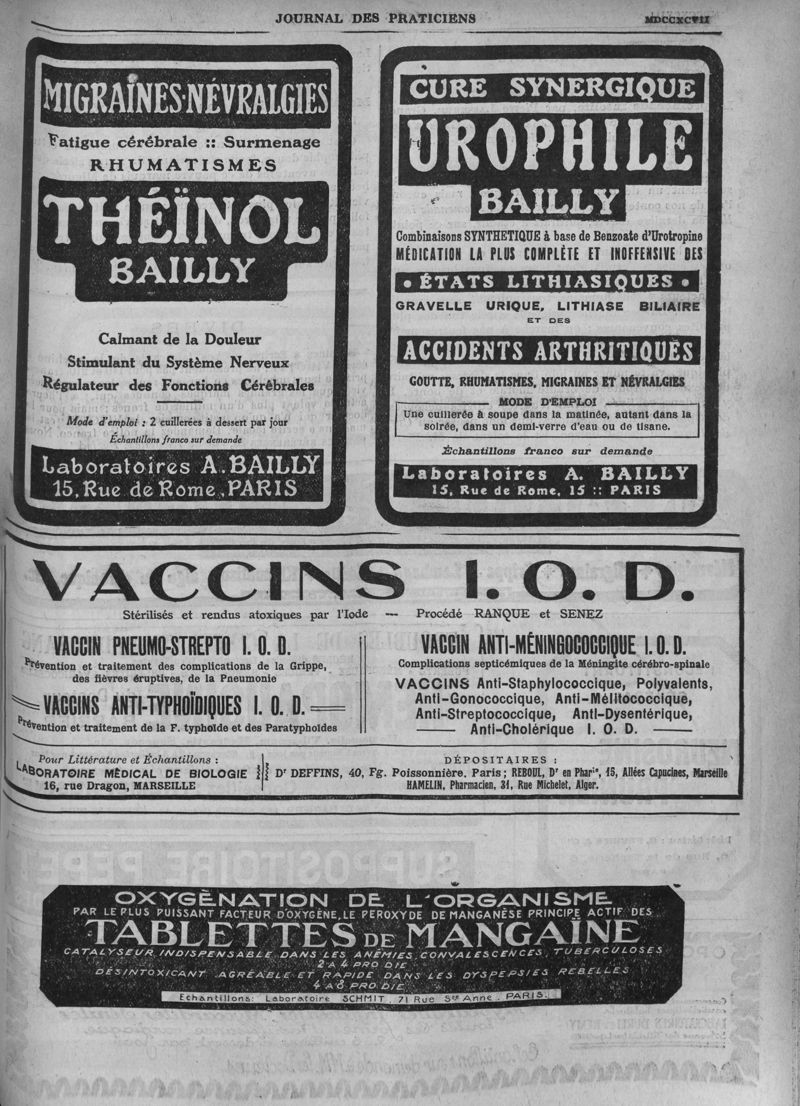 JOURNAL DES PRATICIENS
MDCCXCVII
MIGRAÏNES-NÉVRALGIES
Fatigue cérébrale :: Surmenage
RHUMATISMES
THÉÏNOL
BAILLY
Calmant de la Douleur
Stimulant du Système Nerveux
Régulateur des Fonctions Cérébrales
Mode d'emploi : 2 cuillerées à dessert par jour
Échantillons franco sur demande
Laboratoires A. BAILLY
15, Rue de Rome, PARIS
CURE SYNERGIQUE
UROPHILE
BAILLY
Combinaisons SYNTHETIQUE à base de Benzoate d'Urotropine
MÉDICATION LA PLUS COMPLÈTE ET INOFFENSIVE DES
• ÉTATS LITHIASIQUES •
GRAVELLE URIQUE, LITHIASE BILIAIRE
ET DES
ACCIDENTS ARTHRITIQUES
GOUTTE, RHUMATISMES, MIGRAINES ET NÉVRALGIES
MODE D'EMPLOI
Une cuillerée à soupe dans la matinée, autant dans la
soirée, dans un demi-verre d'eau ou de tisane.
Échantillons franco sur demande
Laboratoires A. BAILLY
15, Rue de Rome, 15 :: PARIS
VACCINS I. O. D.
Stérilisés et rendus atoxiques par l'Iode — Procédé RANQUE et SENEZ
VACCIN PNEUMO-STREPTO I. O. D.
Prévention et traitement des complications de la Grippe,
des fièvres éruptives, de la Pneumonie
VACCINS ANTI-TYPHOÏDIQUES I. O. D.
Prévention et traitement de la F. typhoïde et des Paratyphoïdes
VACCIN ANTI-MÉNINGOCOCCIQUE I. O. D.
Complications septicémiques de la Méningite cérébro-spinale
VACCINS Anti-Staphylococcique, Polyvalents,
Anti-Gonococcique, Anti-Mélitococcique,
Anti-Streptococcique, Anti-Dysentérique,
Anti-Cholérique I. O. D.
Pour Littérature et Échantillons :
LABORATOIRE MÉDICAL DE BIOLOGIE
16, rue Dragon, MARSEILLE
DÉPOSITAIRES :
Dr DEFFINS, 40, Fg. Poissonnière, Paris ; REBOUL, Dr en Pharie, 15, Allées Capucines, Marseille
HAMELIN, Pharmacien, 31, Rue Michelet, Alger.
OXYGÈNATION DE L'ORGANISME
PAR LE PLUS PUISSANT FACTEUR D'OXYGÈNE, LE PEROXYDE DE MANGANÈSE PRINCIPE ACTIF DES
TABLETTES DE MANGAÏNE
CATALYSEUR INDISPENSABLE DANS LES ANÉMIES CONVALESCENCES, TUBERCULOSES
2 A 4 PRO DIE
DÉSINTOXICANT AGRÉABLE ET RAPIDE DANS LES DYSPEPSIES REBELLES
4 A 8 PRO DIE
Echantillons: Laboratoire SCHMIT, 71 Rue Ste Anne. PARIS.